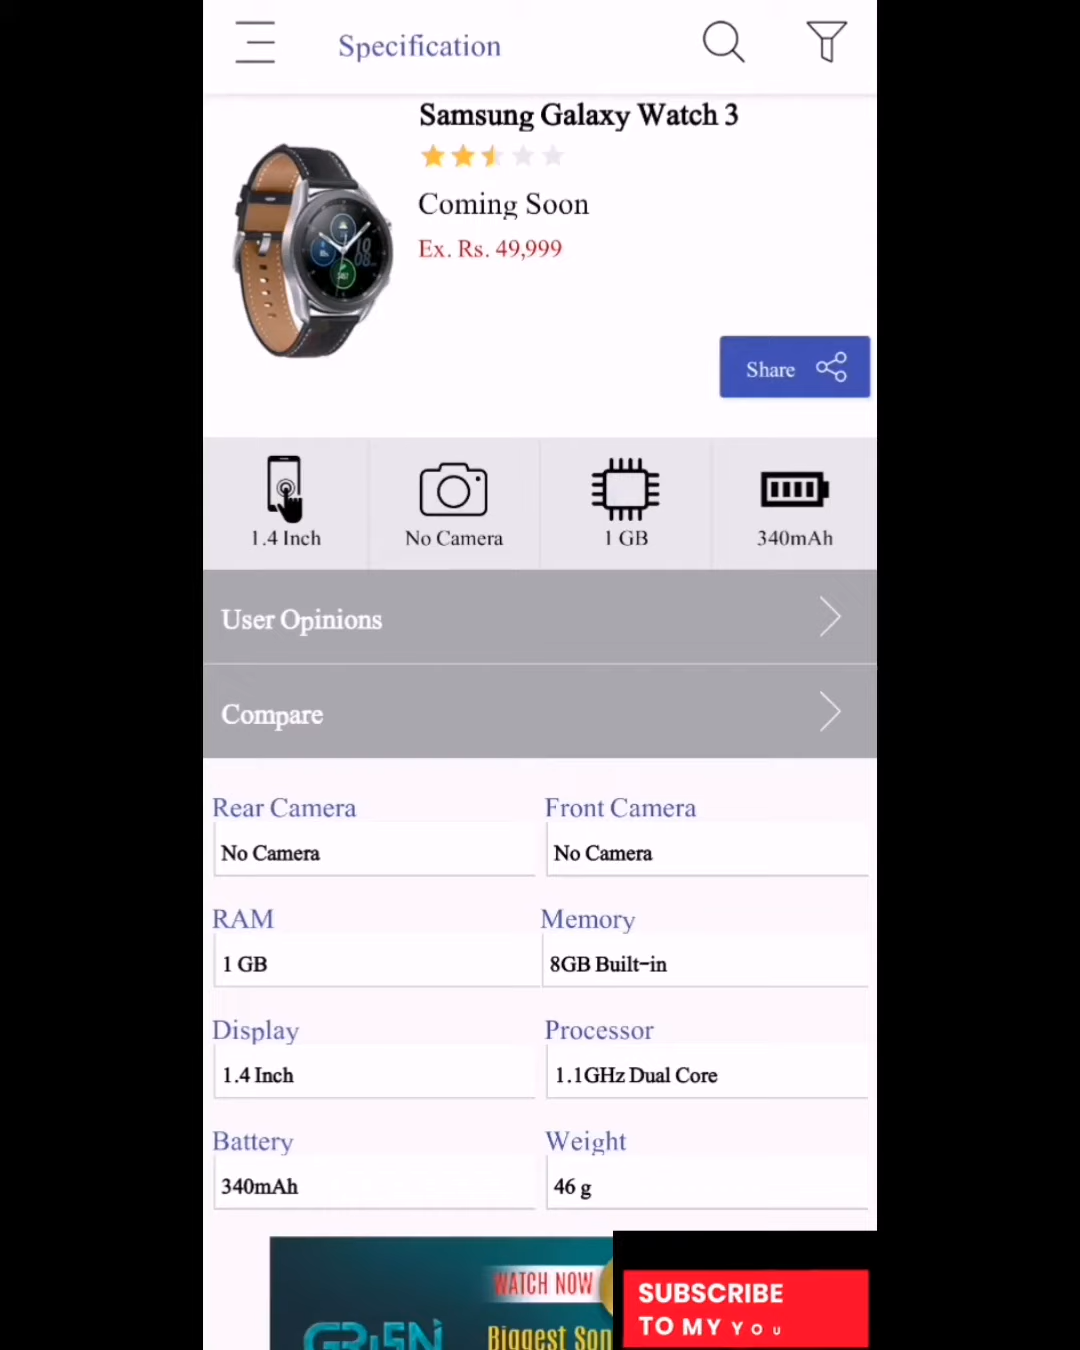 Specification
Samsung Galaxy Watch 3
Coming Soon
Ex. Rs. 49,999
Share
1.4 Inch
No Camera
1 GB
340mAh
User Opinions
Compare
Rear Camera
Front Camera
No Camera
No Camera
RAM
Memory
1 GB
8GB Built-in
Display
Processor
1.4 Inch
1.1GHz Dual Core
Battery
Weight
340mAh
46 g
WATCH NOW
Biggest
SUBSCRIBE
TO MY YOU